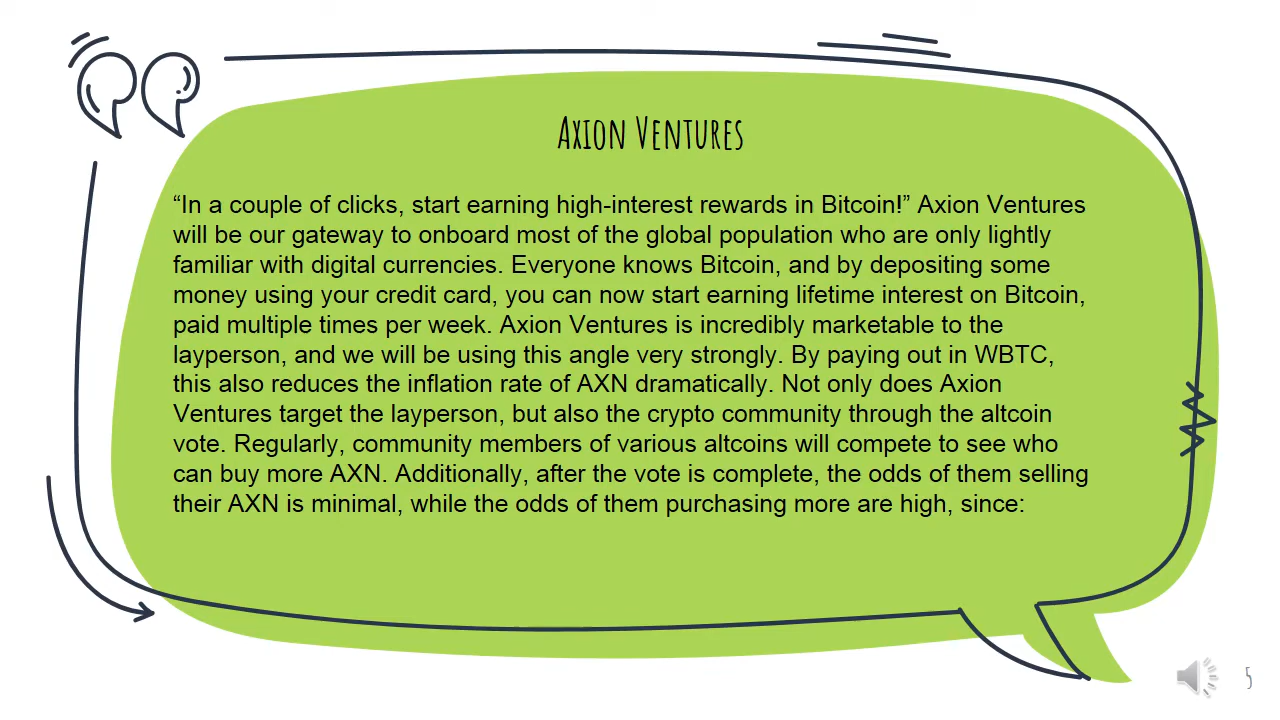 Axion Ventures
“In a couple of clicks, start earning high-interest rewards in Bitcoin!” Axion Ventures
will be our gateway to onboard most of the global population who are only lightly
familiar with digital currencies. Everyone knows Bitcoin, and by depositing some
money using your credit card, you can now start earning lifetime interest on Bitcoin,
paid multiple times per week. Axion Ventures is incredibly marketable to the
layperson, and we will be using this angle very strongly. By paying out in WBTC,
this also reduces the inflation rate of AXN dramatically. Not only does Axion
Ventures target the layperson, but also the crypto community through the altcoin
vote. Regularly, community members of various altcoins will compete to see who
can buy more AXN. Additionally, after the vote is complete, the odds of them selling
their AXN is minimal, while the odds of them purchasing more are high, since:
5